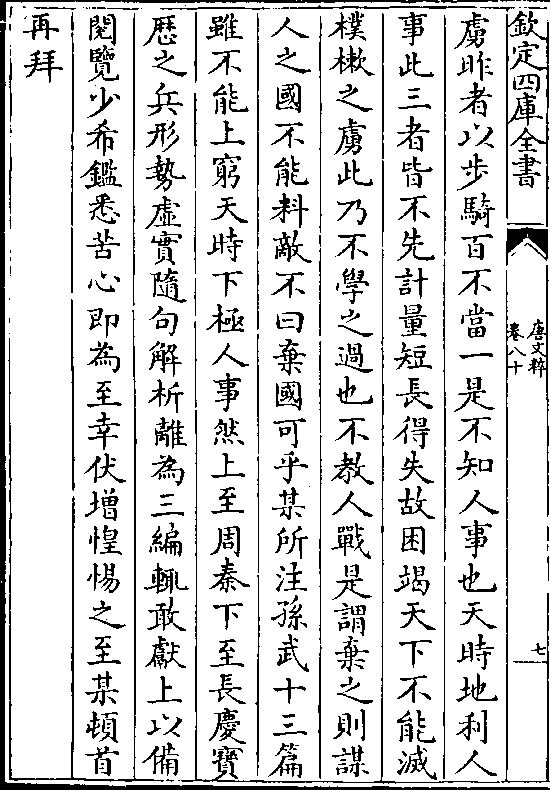 欽定四庫全書
唐文粹
卷八十
七
虜昨者以步騎百不當一是不知人事也天時地利人
事此三者皆不先計量短長得失故困竭天下不能滅
樸樕之虜此乃不學之過也不教人戰是謂棄之則謀
人之國不能料敵不曰棄國可乎某所注孫武十三篇
雖不能上窮天時下極人事然上至周秦下至長慶寳
厯之兵形勢虛實隨句解析離為三編輒敢獻上以備
閱覽少希鑑悉苦心即為至幸伏增惶惕之至某頓首
再拜